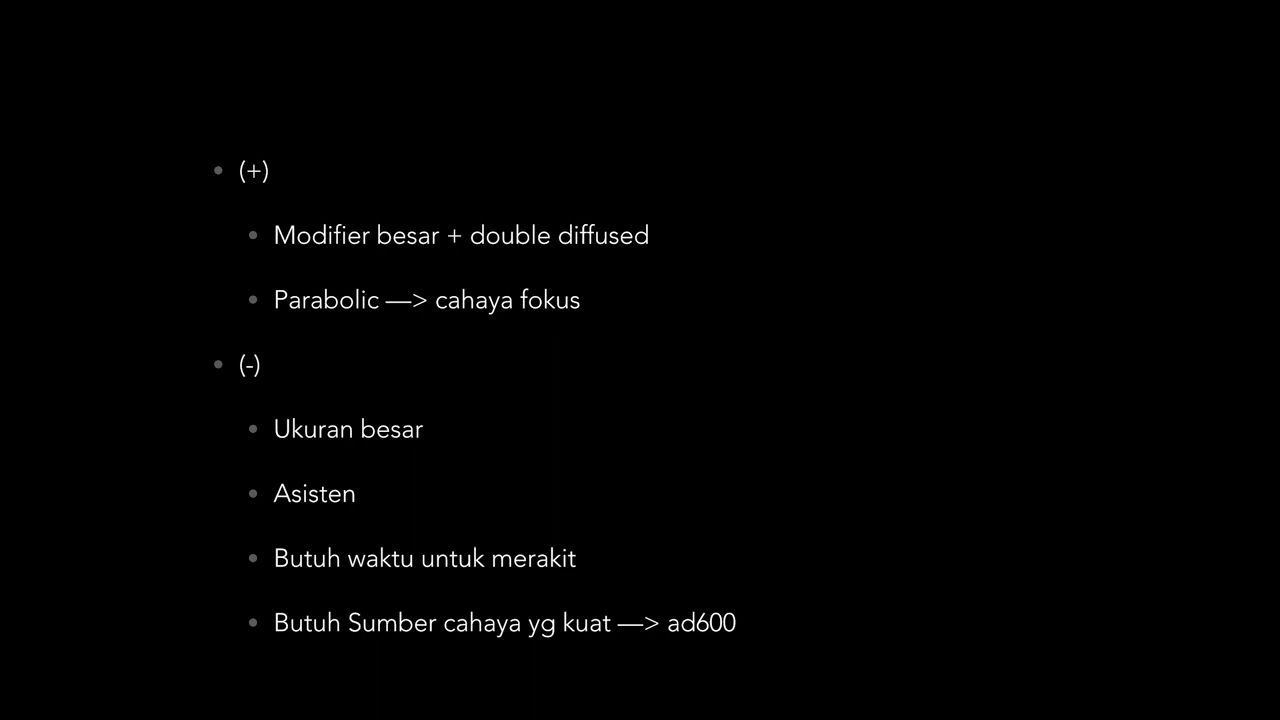 • (+)
• Modifier besar + double diffused
• Parabolic —> cahaya fokus
• (-)
• Ukuran besar
• Asisten
• Butuh waktu untuk merakit
• Butuh Sumber cahaya yg kuat —> ad600